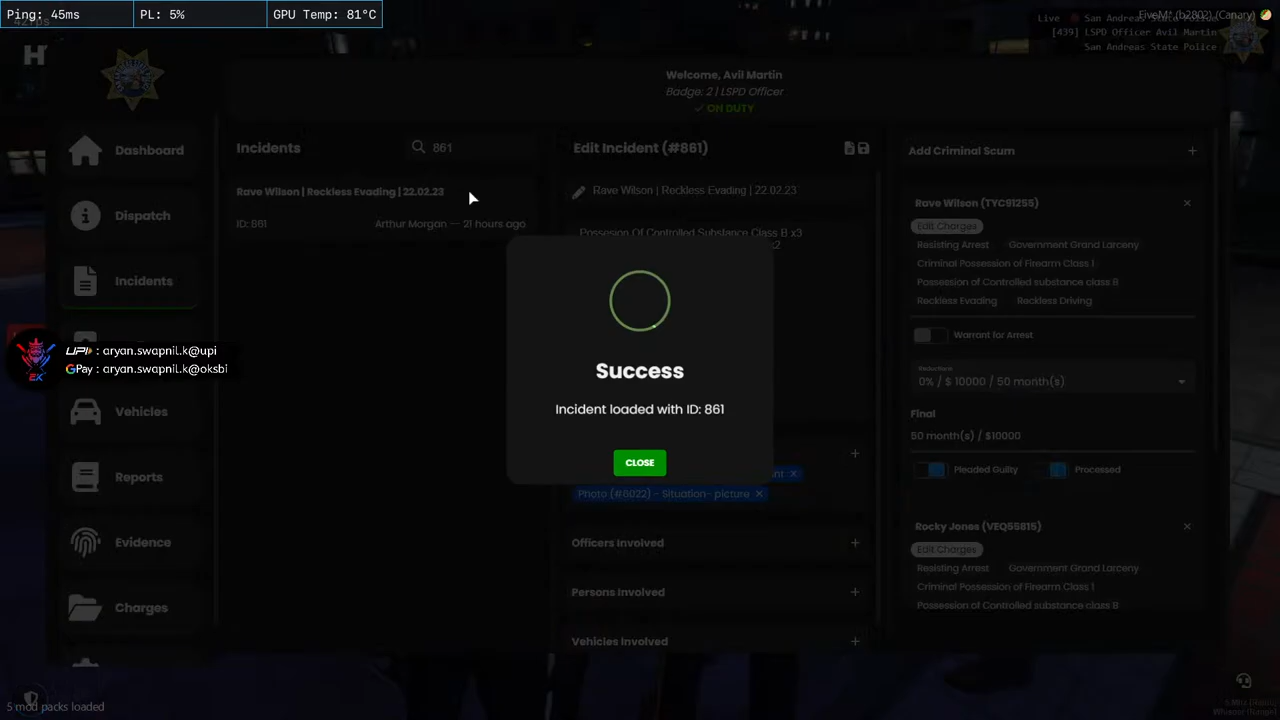 Ping: 45ms
PL: 5%
GPU Temp: 81°C
FiveM* (b2802) (Canary)
Live San Andreas State Police
[439] LSPD Officer Avil Martin
San Andreas State Police
H
Welcome, Avil Martin
Badge: 2 | LSPD Officer
ON DUTY
Dashboard
Dispatch
Incidents
Vehicles
Reports
Evidence
Charges
UPI : aryan.swapnil.k@upi
GPay : aryan.swapnil.k@oksbi
EX
Incidents
861
Rave Wilson | Reckless Evading | 22.02.23
ID: 861
Arthur Morgan — 21 hours ago
Edit Incident (#861)
Rave Wilson | Reckless Evading | 22.02.23
Possesion Of Controlled Substance Class B x3
Success
Incident loaded with ID: 861
CLOSE
Photo (#6022) - Situation- picture
Officers Involved
Persons Involved
Vehicles Involved
Add Criminal Scum
Rave Wilson (TYC91255)
Edit Charges
Resisting Arrest Government Grand Larceny
Criminal Possession of Firearm Class 1
Possession of Controlled substance class B
Reckless Evading Reckless Driving
Warrant for Arrest
Reductions
0% / $ 10000 / 50 month(s)
Final
50 month(s) / $10000
Pleaded Guilty
Processed
Rocky Jones (VEQ55815)
Edit Charges
Resisting Arrest Government Grand Larceny
Criminal Possession of Firearm Class 1
Possession of Controlled substance class B
5 mod packs loaded